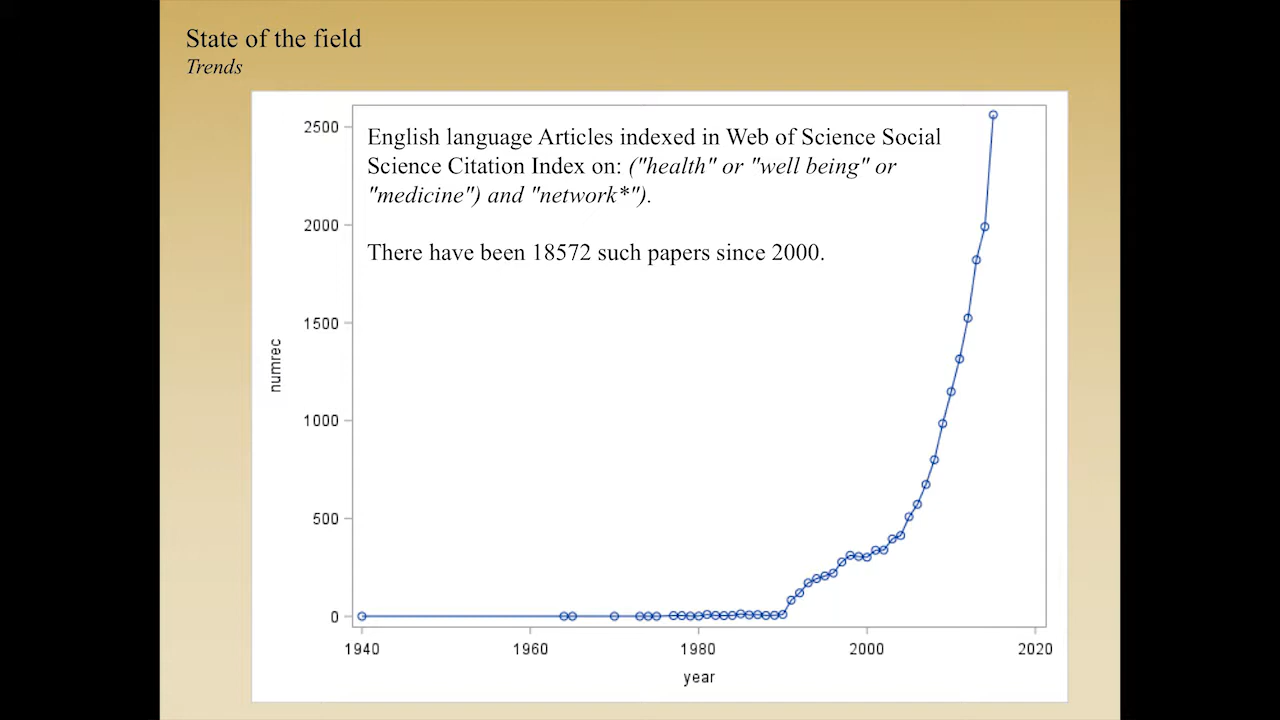 State of the field
Trends
English language Articles indexed in Web of Science Social
Science Citation Index on: ("health" or "well being" or
"medicine") and "network*").
There have been 18572 such papers since 2000.
2500
2000
1500
1000
500
0
numrec
1940 1960 1980 2000 2020
year